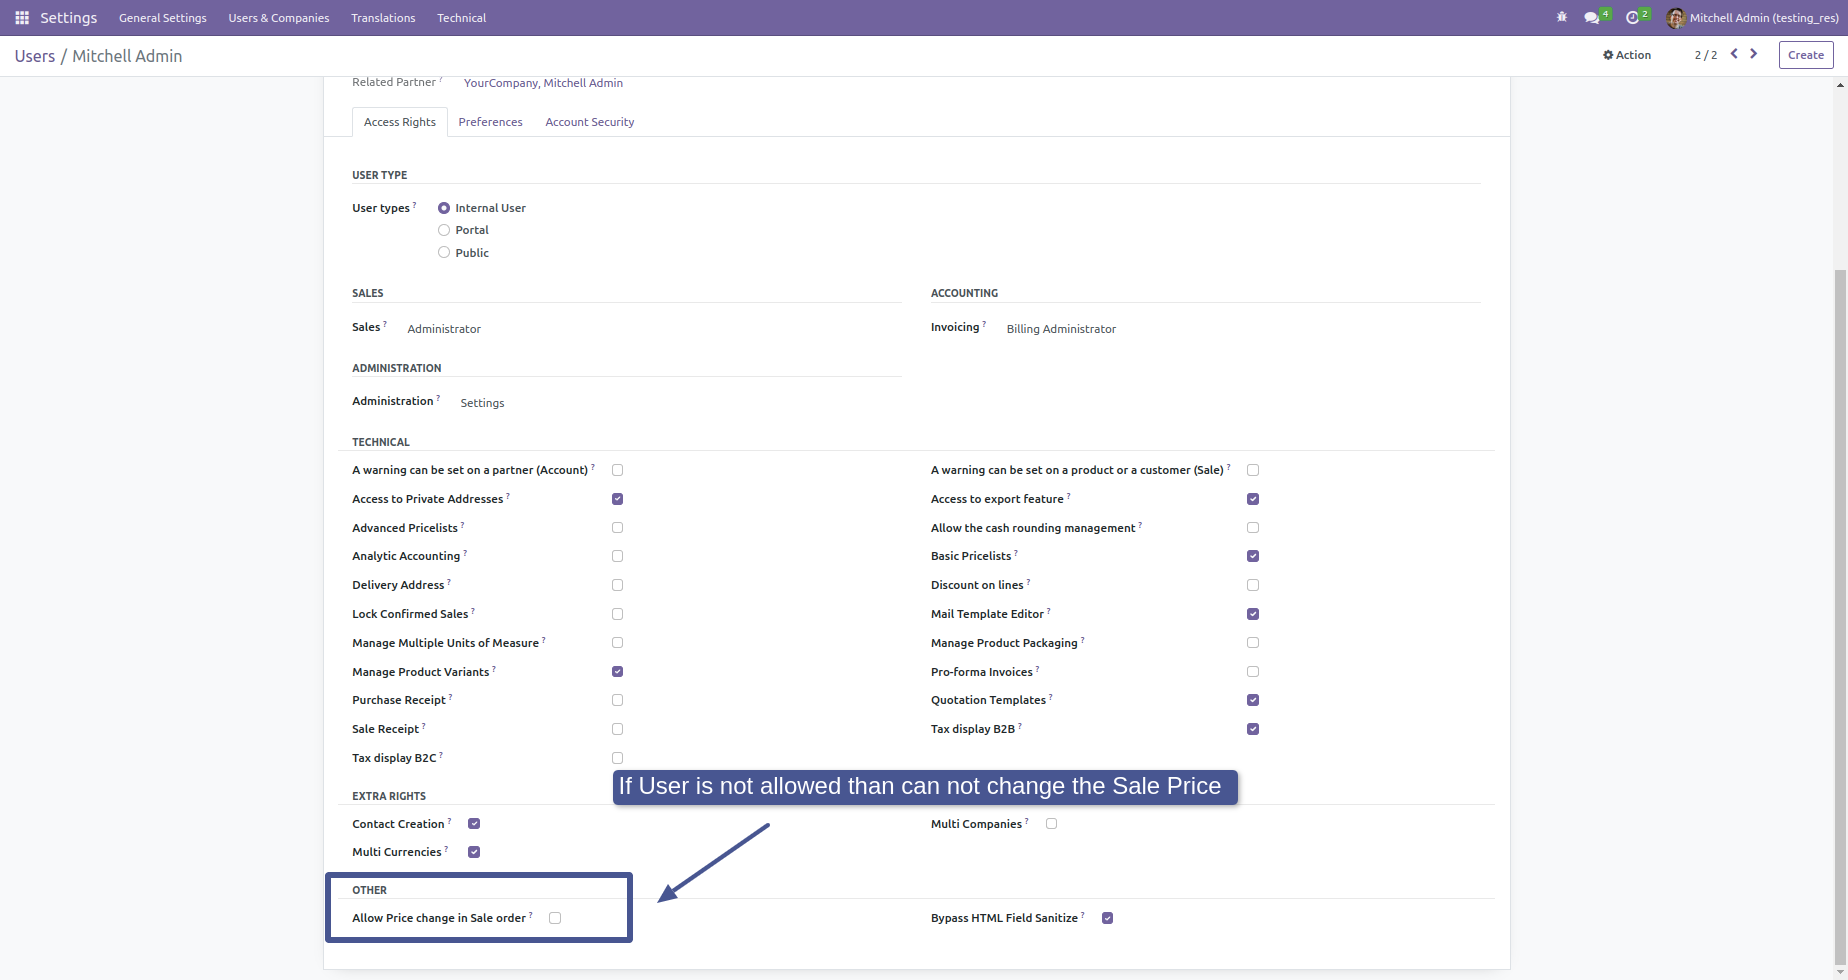 Settings General Settings Users & Companies Translations Technical 4 2 Mitchell Admin (testing_res)
Users / Mitchell Admin Action 2 / 2 Create
Related Partner ? YourCompany, Mitchell Admin
Access Rights Preferences Account Security
USER TYPE
User types ? Internal User
Portal
Public
SALES ACCOUNTING
Sales ? Administrator Invoicing ? Billing Administrator
ADMINISTRATION
Administration ? Settings
TECHNICAL
A warning can be set on a partner (Account) ? A warning can be set on a product or a customer (Sale) ?
Access to Private Addresses ? Access to export feature ?
Advanced Pricelists ? Allow the cash rounding management ?
Analytic Accounting ? Basic Pricelists ?
Delivery Address ? Discount on lines ?
Lock Confirmed Sales ? Mail Template Editor ?
Manage Multiple Units of Measure ? Manage Product Packaging ?
Manage Product Variants ? Pro-forma Invoices ?
Purchase Receipt ? Quotation Templates ?
Sale Receipt ? Tax display B2B ?
Tax display B2C ?
If User is not allowed than can not change the Sale Price
EXTRA RIGHTS
Contact Creation ? Multi Companies ?
Multi Currencies ?
OTHER
Allow Price change in Sale order ? Bypass HTML Field Sanitize ?